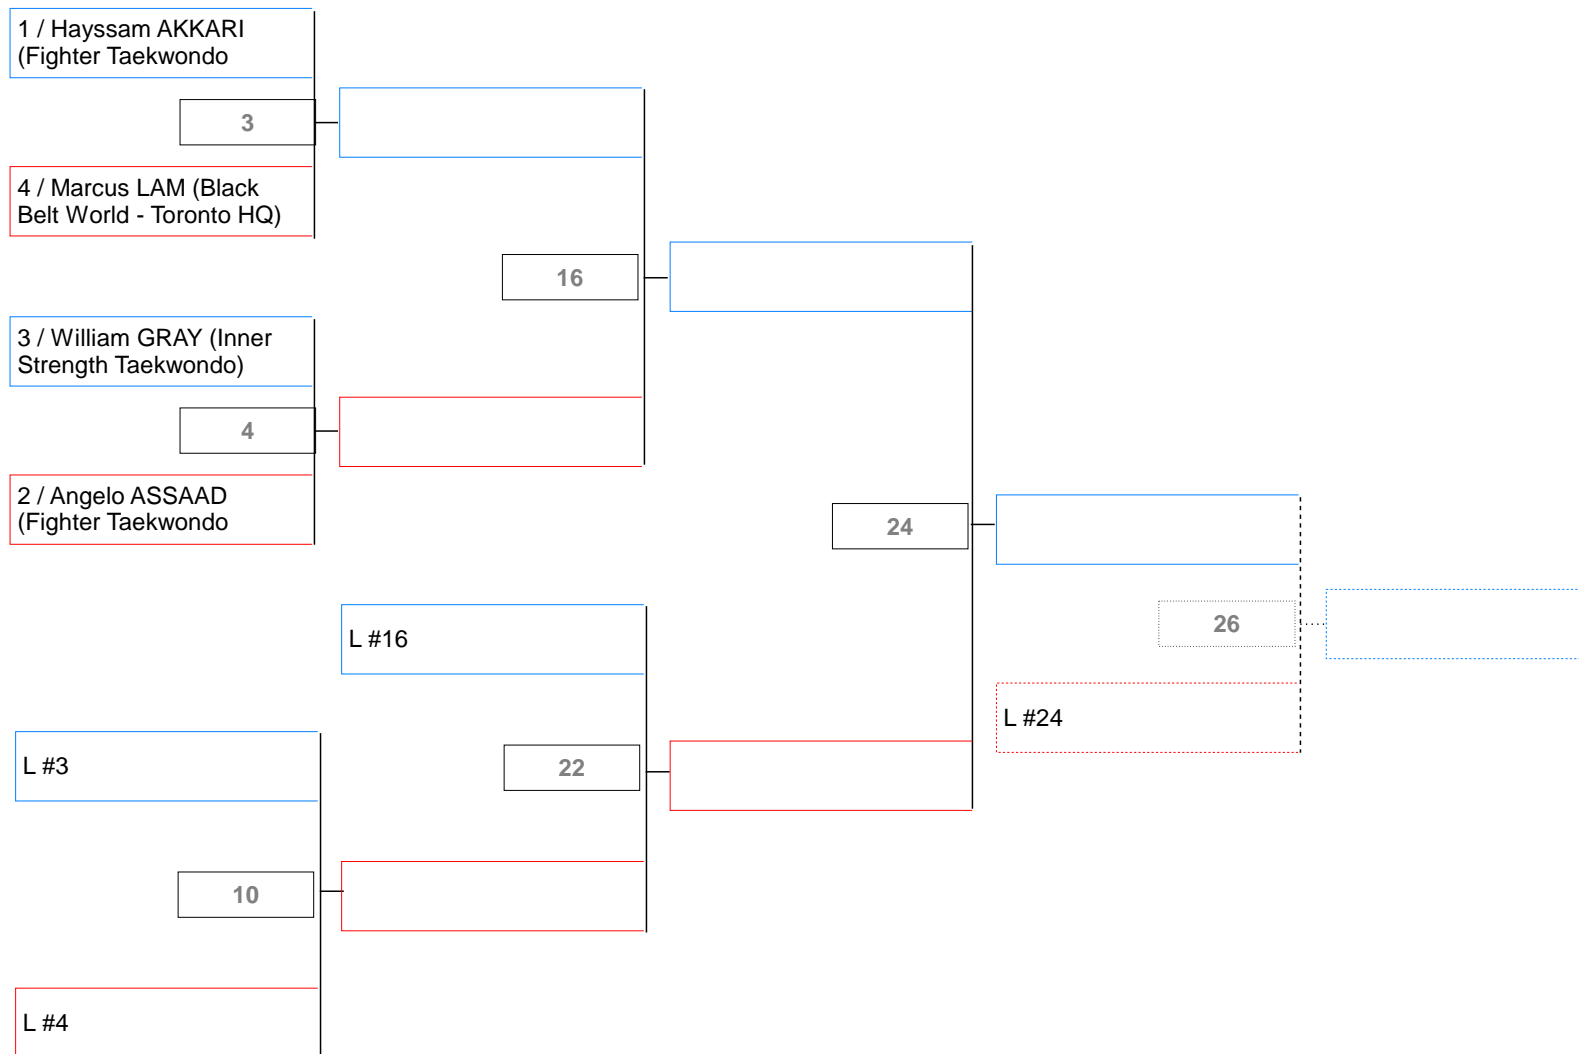 1 / Hayssam AKKARI
(Fighter Taekwondo
3
4 / Marcus LAM (Black
Belt World - Toronto HQ)
16
3 / William GRAY (Inner
Strength Taekwondo)
4
2 / Angelo ASSAAD
(Fighter Taekwondo
24
L #16
26
L #24
L #3
22
10
L #4